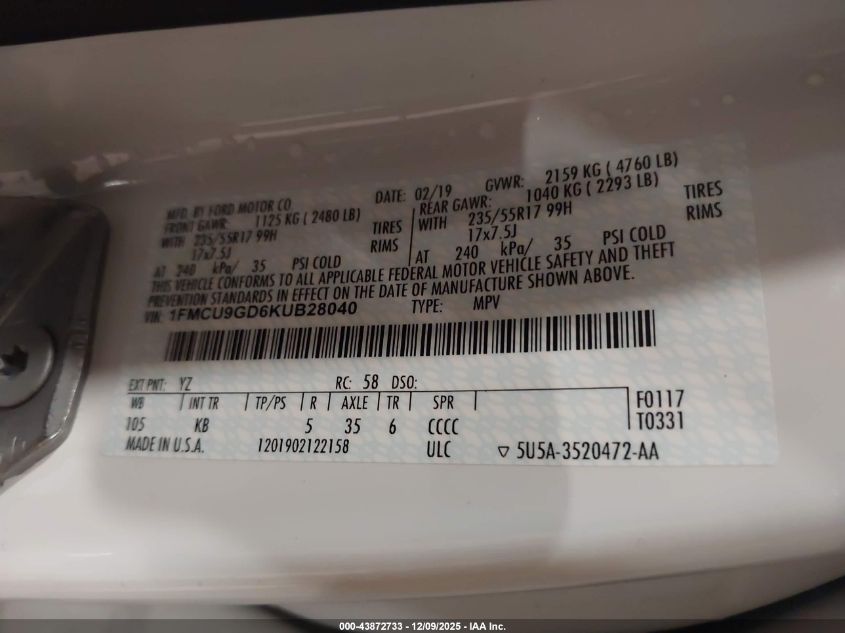 MFD. BY FORD MOTOR CO. DATE: 02/19 GVWR: 2159 KG ( 4760 LB)
FRONT GAWR: 1125 KG ( 2480 LB) REAR GAWR: 1040 KG ( 2293 LB)
WITH 235/55R17 99H TIRES WITH 235/55R17 99H TIRES
17x7.5J RIMS 17x7.5J RIMS
AT 240 kPa/ 35 PSI COLD AT 240 kPa/ 35 PSI COLD
THIS VEHICLE CONFORMS TO ALL APPLICABLE FEDERAL MOTOR VEHICLE SAFETY AND THEFT
PREVENTION STANDARDS IN EFFECT ON THE DATE OF MANUFACTURE SHOWN ABOVE.
VIN: 1FMCU9GD6KUB28040 TYPE: MPV
EXT PNT: YZ RC: 58 DSO:
WB INT TR TP/PS R AXLE TR SPR F0117
105 KB 5 35 6 CCCC T0331
MADE IN U.S.A. 1201902122158 ULC ▽ 5U5A-3520472-AA
000-43872733 - 12/09/2025 - IAA Inc.